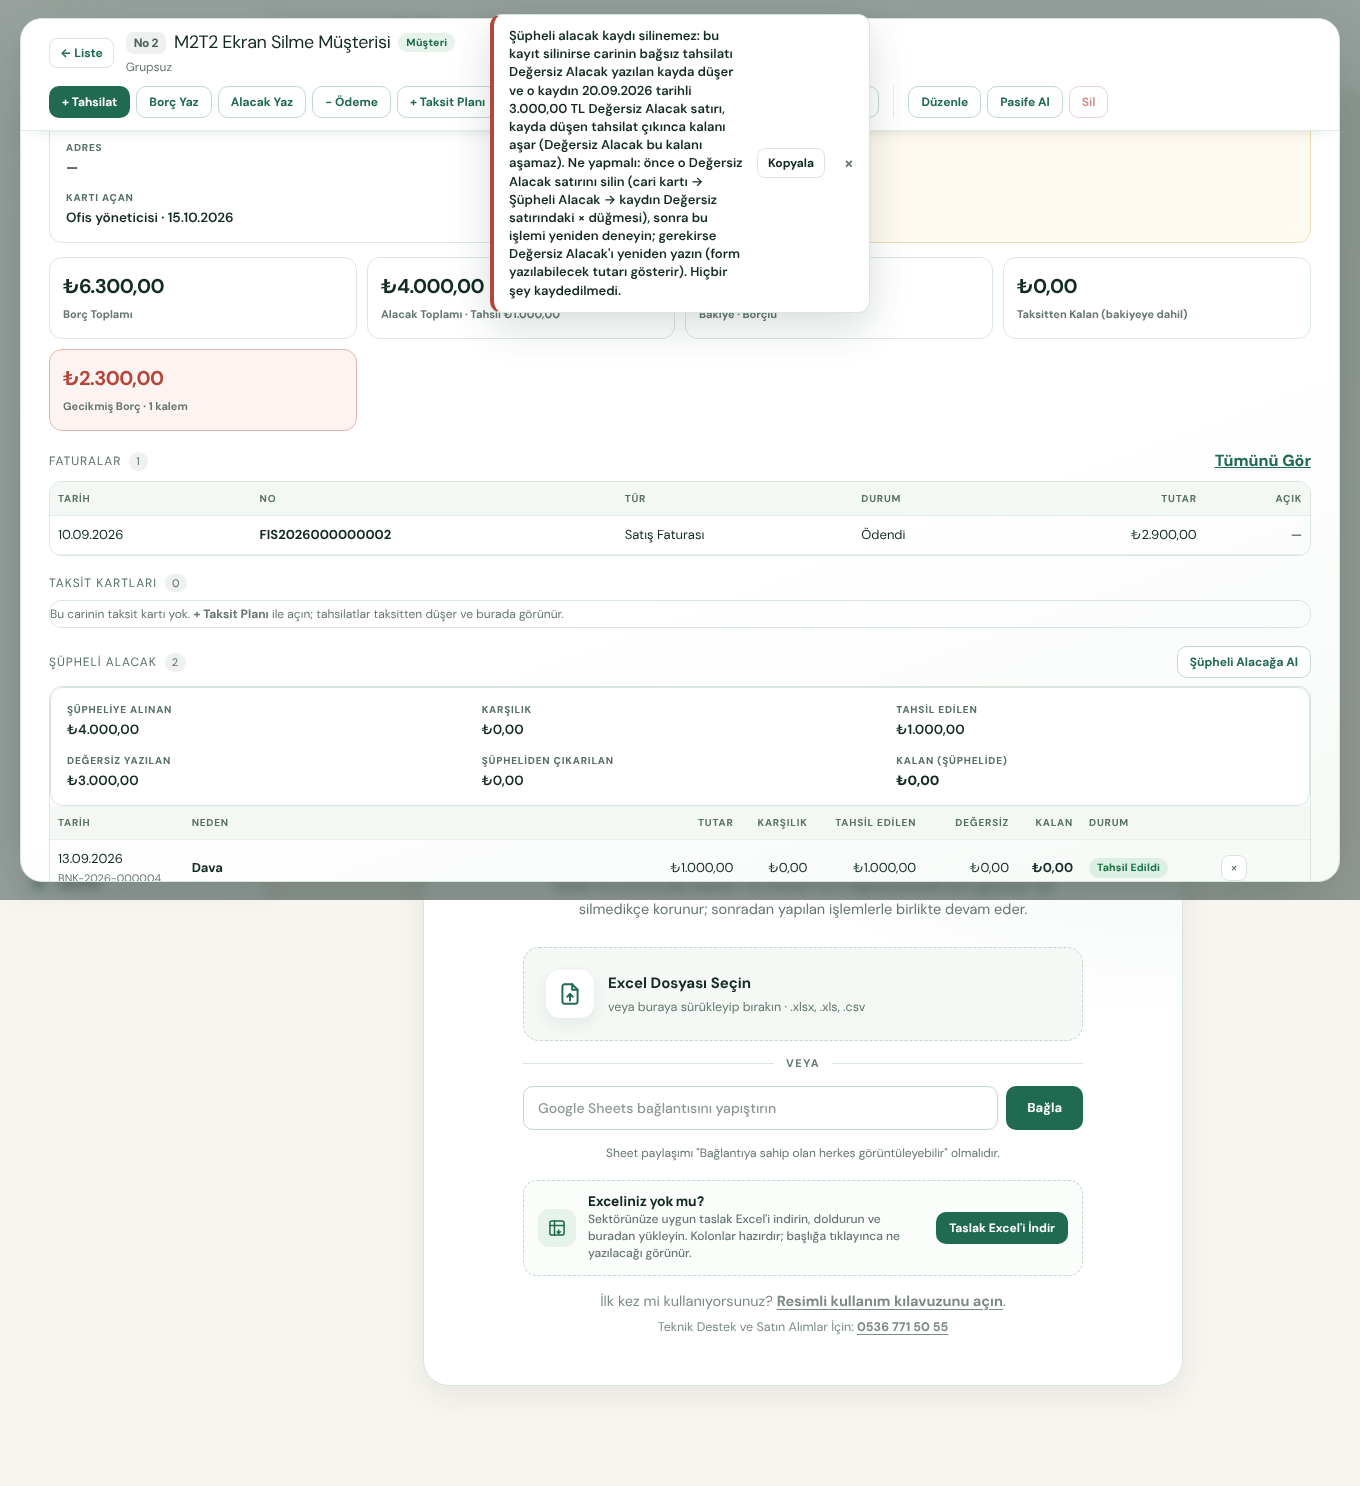 ← Liste
No 2
M2T2 Ekran Silme Müşterisi
Müşteri
Grupsuz
+ Tahsilat
Borç Yaz
Alacak Yaz
- Ödeme
+ Taksit Planı
Düzenle
Pasife Al
Sil
Şüpheli alacak kaydı silinemez: bu
kayıt silinirse carinin bağsız tahsilatı
Değersiz Alacak yazılan kayda düşer
ve o kaydın 20.09.2026 tarihli
3.000,00 TL Değersiz Alacak satırı,
kayda düşen tahsilat çıkınca kalanı
aşar (Değersiz Alacak bu kalanı
aşamaz). Ne yapmalı: önce o Değersiz
Alacak satırını silin (cari kartı →
Şüpheli Alacak → kaydın Değersiz
satırındaki × düğmesi), sonra bu
işlemi yeniden deneyin; gerekirse
Değersiz Alacak'ı yeniden yazın (form
yazılabilecek tutarı gösterir). Hiçbir
şey kaydedilmedi.
Kopyala
×
ADRES
—
KARTI AÇAN
Ofis yöneticisi · 15.10.2026
₺6.300,00
Borç Toplamı
₺4.000,00
Alacak Toplamı · Tahsil ₺1.000,00
Bakiye · Borçlu
₺0,00
Taksitten Kalan (bakiyeye dahil)
₺2.300,00
Gecikmiş Borç · 1 kalem
FATURALAR 1
Tümünü Gör
TARİH NO TÜR DURUM TUTAR AÇIK
10.09.2026 FIS2026000000002 Satış Faturası Ödendi ₺2.900,00 —
TAKSİT KARTLARI 0
Bu carinin taksit kartı yok. + Taksit Planı ile açın; tahsilatlar taksitten düşer ve burada görünür.
ŞÜPHELİ ALACAK 2
Şüpheli Alacağa Al
ŞÜPHELİYE ALINAN KARŞILIK TAHSİL EDİLEN
₺4.000,00 ₺0,00 ₺1.000,00
DEĞERSİZ YAZILAN ŞÜPHELİDEN ÇIKARILAN KALAN (ŞÜPHELİDE)
₺3.000,00 ₺0,00 ₺0,00
TARİH NEDEN TUTAR KARŞILIK TAHSİL EDİLEN DEĞERSİZ KALAN DURUM
13.09.2026 Dava ₺1.000,00 ₺0,00 ₺1.000,00 ₺0,00 ₺0,00 Tahsil Edildi ×
BNK-2026-000004
silmedikçe korunur; sonradan yapılan işlemlerle birlikte devam eder.
Excel Dosyası Seçin
veya buraya sürükleyip bırakın · .xlsx, .xls, .csv
VEYA
Google Sheets bağlantısını yapıştırın
Bağla
Sheet paylaşımı "Bağlantıya sahip olan herkes görüntüleyebilir" olmalıdır.
Exceliniz yok mu?
Sektörünüze uygun taslak Excel'i indirin, doldurun ve
buradan yükleyin. Kolonlar hazırdır; başlığa tıklayınca ne
yazılacağı görünür.
Taslak Excel'i İndir
İlk kez mi kullanıyorsunuz? Resimli kullanım kılavuzunu açın.
Teknik Destek ve Satın Alımlar İçin: 0536 771 50 55